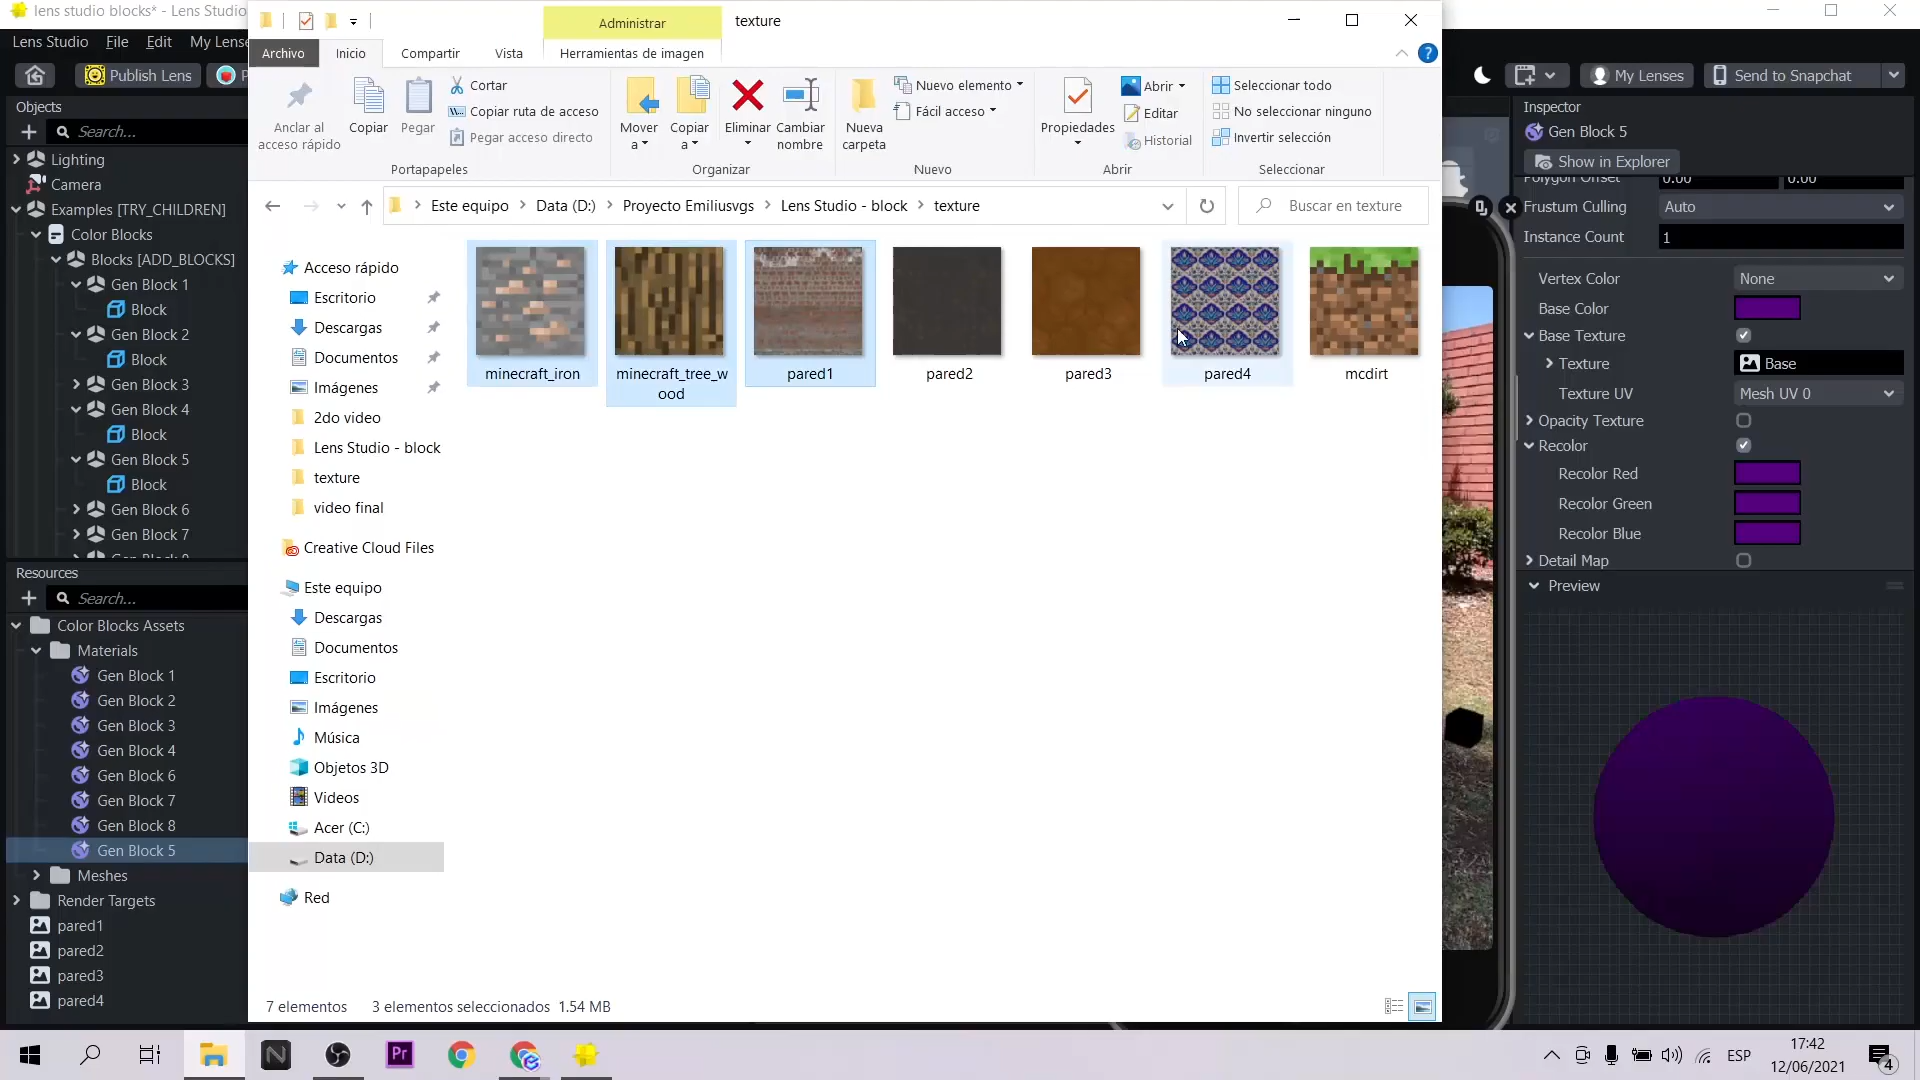 lens studio blocks* - Lens Studio
Administrar
texture
Lens Studio
File
Edit
My Lense
Archivo
Inicio
Compartir
Vista
Herramientas de imagen
Publish Lens
P
My Lenses
Send to Snapchat
Anclar al
acceso rápido
Copiar
Pegar
Cortar
Copiar ruta de acceso
Pegar acceso directo
Portapapeles
Mover
a
Copiar
a
Eliminar
Cambiar
nombre
Organizar
Nueva
carpeta
Nuevo elemento
Fácil acceso
Nuevo
Propiedades
Abrir
Editar
Historial
Abrir
Seleccionar todo
No seleccionar ninguno
Invertir selección
Seleccionar
Este equipo
Data (D:)
Proyecto Emiliusvgs
Lens Studio - block
texture
Buscar en texture
Objects
Search...
Lighting
Camera
Examples [TRY_CHILDREN]
Color Blocks
Blocks [ADD_BLOCKS]
Gen Block 1
Block
Gen Block 2
Block
Gen Block 3
Gen Block 4
Block
Gen Block 5
Block
Gen Block 6
Gen Block 7
Resources
Search...
Color Blocks Assets
Materials
Gen Block 1
Gen Block 2
Gen Block 3
Gen Block 4
Gen Block 6
Gen Block 7
Gen Block 8
Gen Block 5
Meshes
Render Targets
pared1
pared2
pared3
pared4
Acceso rápido
Escritorio
Descargas
Documentos
Imágenes
2do video
Lens Studio - block
texture
video final
Creative Cloud Files
Este equipo
Descargas
Documentos
Escritorio
Imágenes
Música
Objetos 3D
Videos
Acer (C:)
Data (D:)
Red
minecraft_iron
minecraft_tree_w
ood
pared1
pared2
pared3
pared4
mcdirt
7 elementos
3 elementos seleccionados
1.54 MB
Inspector
Gen Block 5
Show in Explorer
Polygon Offset
0.00
0.00
Frustum Culling
Auto
Instance Count
1
Vertex Color
None
Base Color
Base Texture
Texture
Base
Texture UV
Mesh UV 0
Opacity Texture
Recolor
Recolor Red
Recolor Green
Recolor Blue
Detail Map
Preview
Pr
ESP
17:42
12/06/2021
4